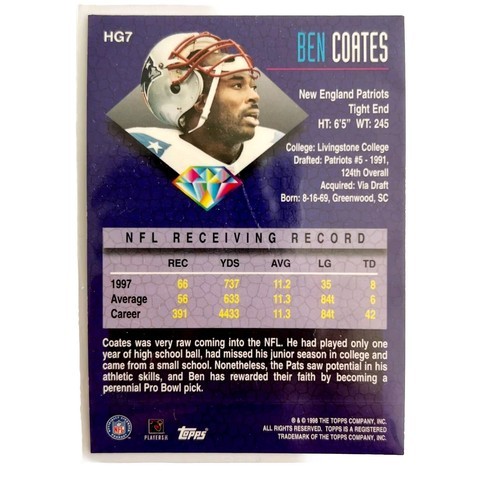 HG7
BEN COATES
New England Patriots
Tight End
HT: 6'5" WT: 245
College: Livingstone College
Drafted: Patriots #5 - 1991,
124th Overall
Acquired: Via Draft
Born: 8-16-69, Greenwood, SC
NFL RECEIVING RECORD
REC YDS AVG LG TD
1997 66 737 11.2 35 8
Average 56 633 11.3 84t 6
Career 391 4433 11.3 84t 42
Coates was very raw coming into the NFL. He had played only one
year of high school ball, had missed his junior season in college and
came from a small school. Nonetheless, the Pats saw potential in his
athletic skills, and Ben has rewarded their faith by becoming a
perennial Pro Bowl pick.
® & © 1998 THE TOPPS COMPANY, INC.
ALL RIGHTS RESERVED. TOPPS IS A REGISTERED
TRADEMARK OF THE TOPPS COMPANY, INC.
NFL
PLAYERS
Topps